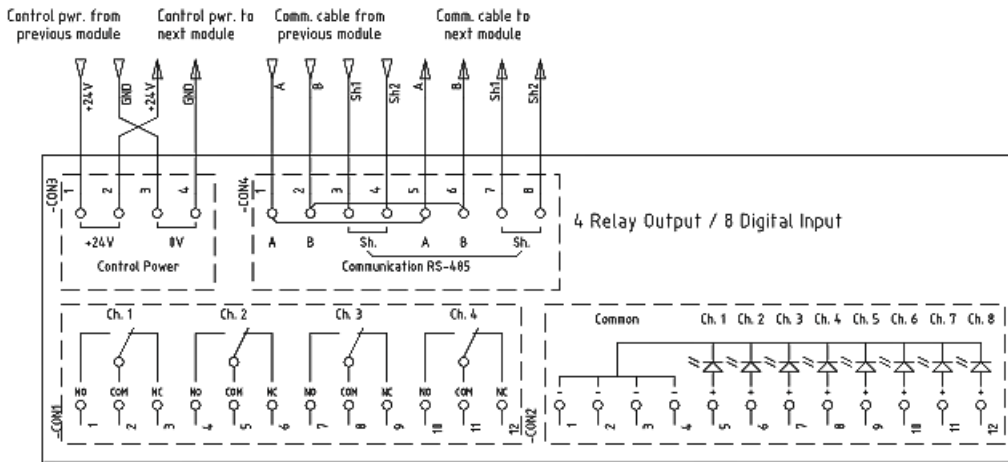 Control pwr. from
previous module
Control pwr. to
next module
Comm. cable from
previous module
Comm. cable to
next module
+24V GND +24V GND
A B Sh1 Sh2 A B Sh1 Sh2
-CON3
1 2 3 4
+24V 0V
Control Power
-CON4
1 2 3 4 5 6 7 8
A B Sh. A B Sh.
Communication RS-485
4 Relay Output / 8 Digital Input
Ch. 1 Ch. 2 Ch. 3 Ch. 4
NO COM NC NO COM NC NO COM NC NO COM NC
-CON1
1 2 3 4 5 6 7 8 9 10 11 12
Common Ch. 1 Ch. 2 Ch. 3 Ch. 4 Ch. 5 Ch. 6 Ch. 7 Ch. 8
- - - - + + + + + + + +
-CON2
1 2 3 4 5 6 7 8 9 10 11 12